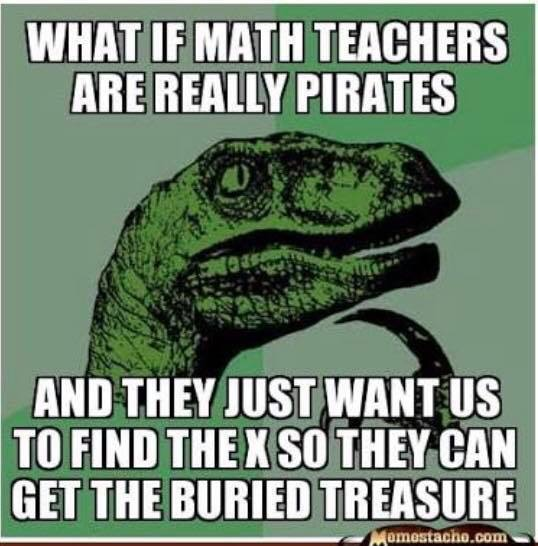 WHAT IF MATH TEACHERS
ARE REALLY PIRATES
AND THEY JUST WANT US
TO FIND THE X SO THEY CAN
GET THE BURIED TREASURE
Memestache.com